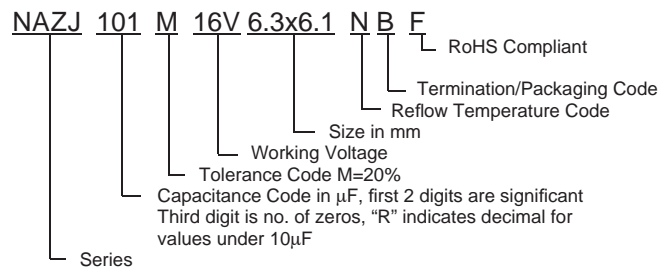 NAZJ 101 M 16V 6.3x6.1 N B F
RoHS Compliant
Termination/Packaging Code
Reflow Temperature Code
Size in mm
Working Voltage
Tolerance Code M=20%
Capacitance Code in μF, first 2 digits are significant
Third digit is no. of zeros, “R” indicates decimal for
values under 10μF
Series